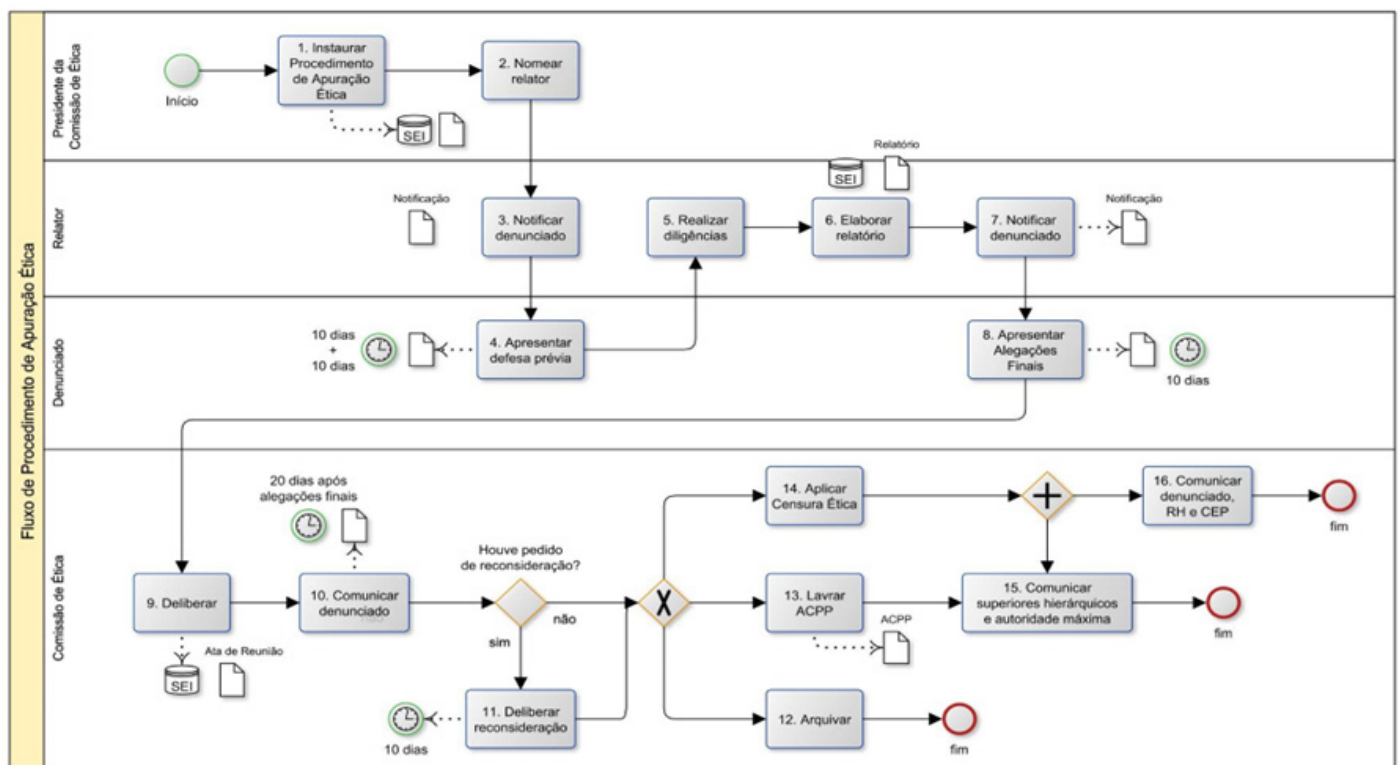 Fluxo de Procedimento de Apuração Ética
Presidente da
Comissão de Ética
Início
1. Instaurar
Procedimento
de Apuração
Ética
SEI
2. Nomear
relator
Relator
Notificação
3. Notificar
denunciado
5. Realizar
diligências
SEI
Relatório
6. Elaborar
relatório
7. Notificar
denunciado
Notificação
Denunciado
10 dias
+
10 dias
4. Apresentar
defesa prévia
8. Apresentar
Alegações
Finais
10 dias
Comissão de Ética
9. Deliberar
SEI
Ata de Reunião
20 dias após
alegações finais
10. Comunicar
denunciado
não
Houve pedido
de reconsideração?
não
sim
11. Deliberar
reconsideração
10 dias
X
14. Aplicar
Censura Ética
+
16. Comunicar
denunciado,
RH e CEP
fim
13. Lavrar
ACPP
ACPP
15. Comunicar
superiores hierárquicos
e autoridade máxima
fim
12. Arquivar
fim